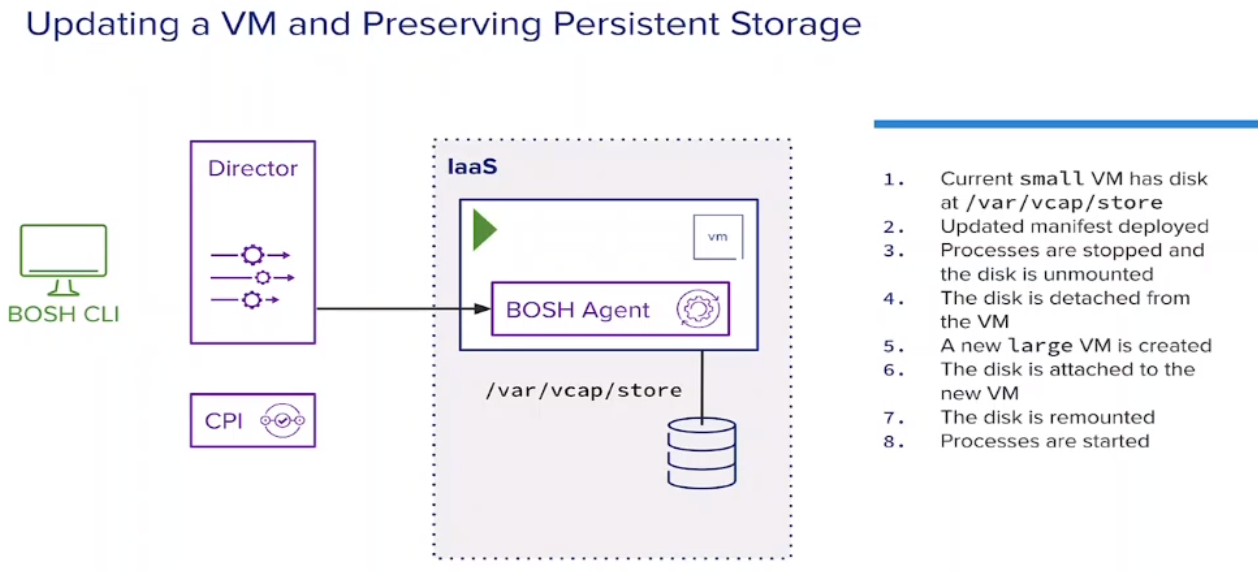 Updating a VM and Preserving Persistent Storage
Director
IaaS
vm
BOSH Agent
BOSH CLI
/var/vcap/store
CPI
1. Current small VM has disk
at /var/vcap/store
2. Updated manifest deployed
3. Processes are stopped and
the disk is unmounted
4. The disk is detached from
the VM
5. A new large VM is created
6. The disk is attached to the
new VM
7. The disk is remounted
8. Processes are started